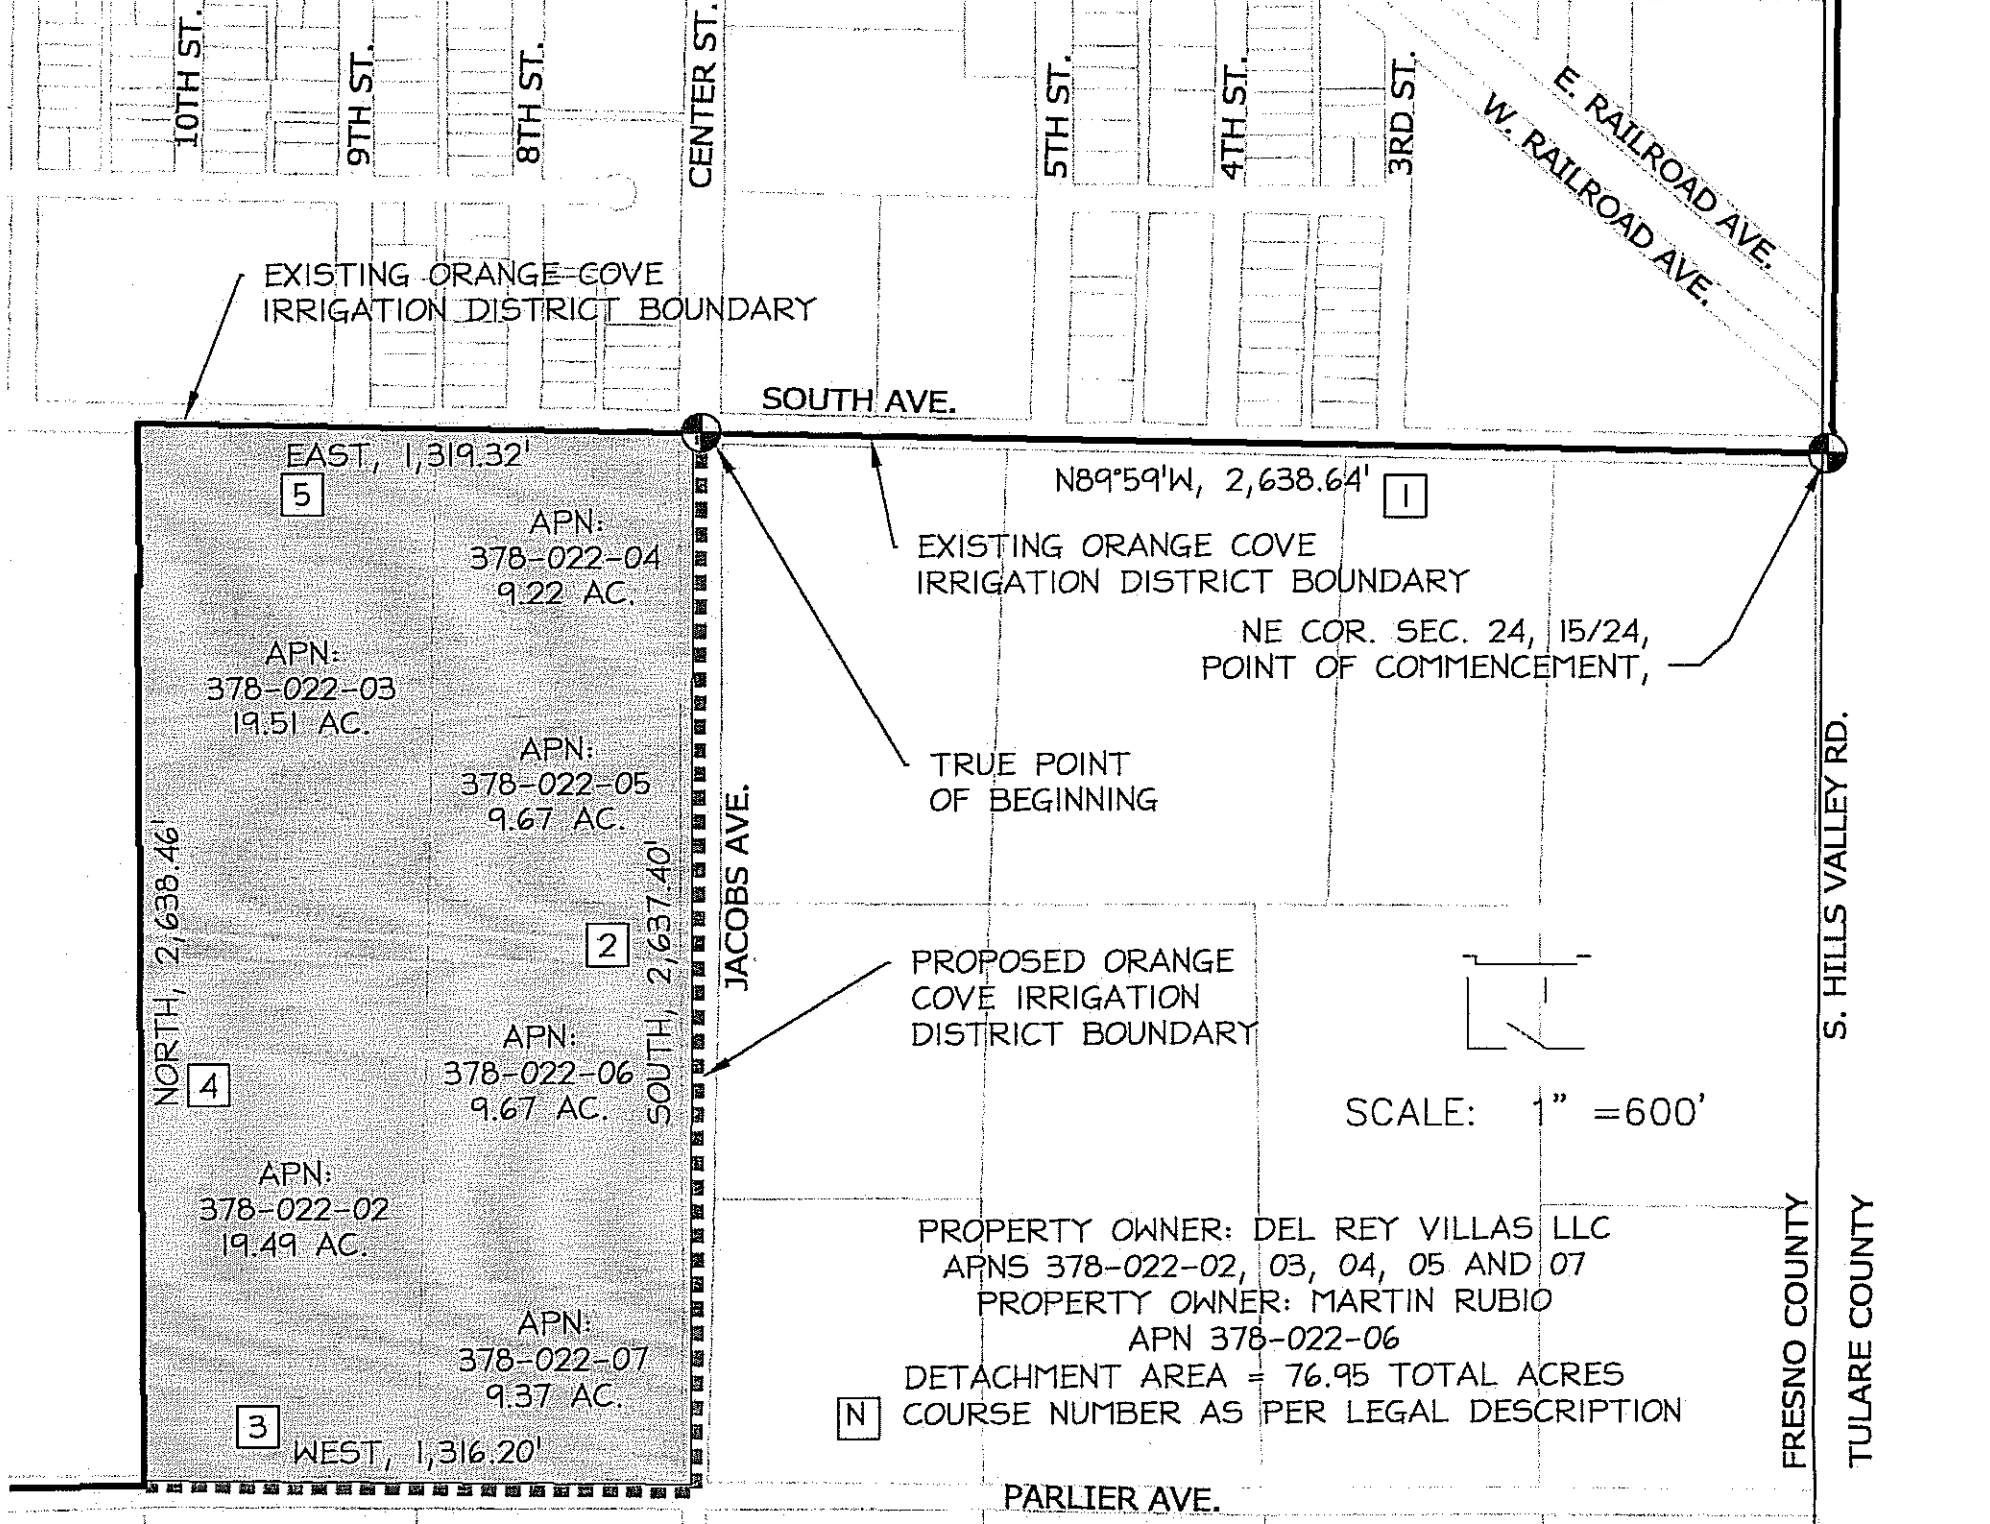 10TH ST.
9TH ST.
8TH ST.
CENTER ST.
5TH ST.
4TH ST.
3RD ST.
E. RAILROAD AVE.
W. RAILROAD AVE.
EXISTING ORANGE COVE
IRRIGATION DISTRICT BOUNDARY
SOUTH AVE.
EAST, 1,319.32'
5
N89°59'W, 2,638.64'
1
APN:
378-022-04
9.22 AC.
EXISTING ORANGE COVE
IRRIGATION DISTRICT BOUNDARY
NE COR. SEC. 24, 15/24,
POINT OF COMMENCEMENT,
APN:
378-022-03
19.51 AC.
APN:
378-022-05
9.67 AC.
TRUE POINT
OF BEGINNING
JACOBS AVE.
S. HILLS VALLEY RD.
NORTH, 2,638.46'
4
SOUTH, 2,637.40'
2
PROPOSED ORANGE
COVE IRRIGATION
DISTRICT BOUNDARY
APN:
378-022-06
9.67 AC.
SCALE: 1" =600'
APN:
378-022-02
19.49 AC.
APN:
378-022-07
9.37 AC.
3
WEST, 1,316.20'
PROPERTY OWNER: DEL REY VILLAS LLC
APNS 378-022-02, 03, 04, 05 AND 07
PROPERTY OWNER: MARTIN RUBIO
APN 378-022-06
DETACHMENT AREA = 76.95 TOTAL ACRES
N COURSE NUMBER AS PER LEGAL DESCRIPTION
FRESNO COUNTY
TULARE COUNTY
PARLIER AVE.